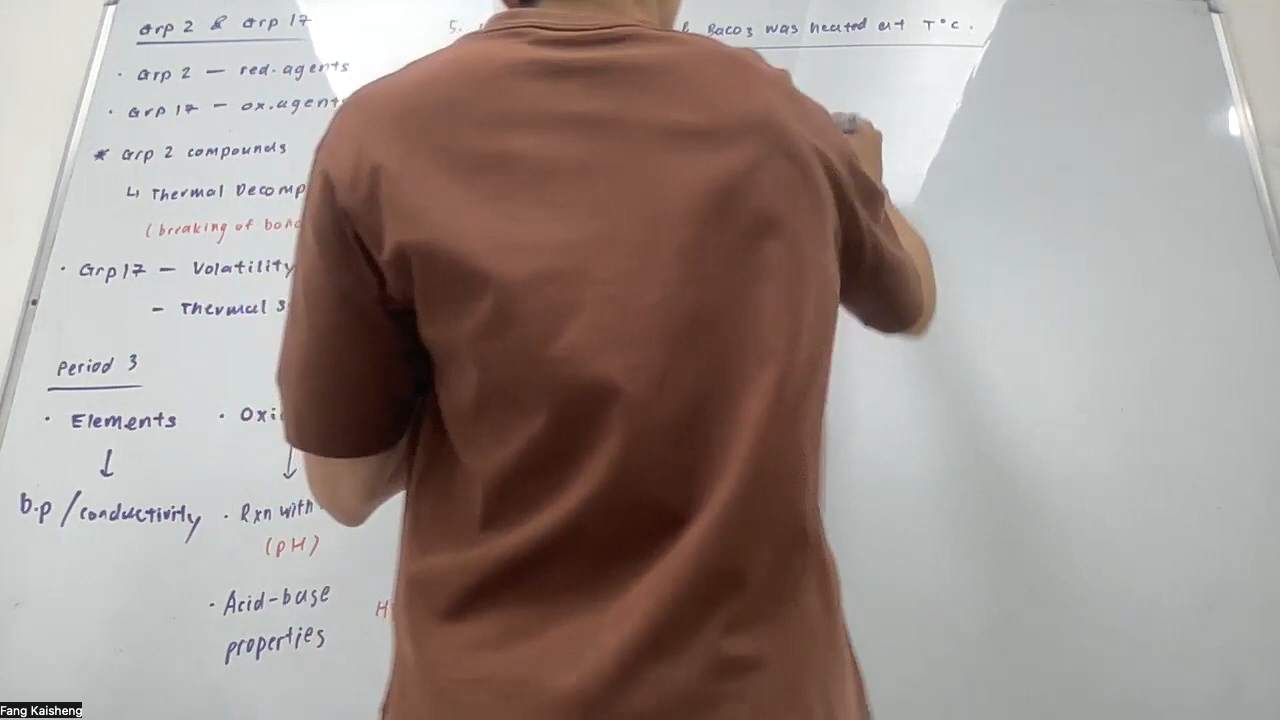 Grp 2 & Grp 17
5.
BaCO3 was heated at T°C.
· Grp 2 — red. agents
· Grp 17 — ox. agents
* Grp 2 compounds
↳ Thermal Decomp
(breaking of bond
· Grp 17 — Volatility
— Thermal S
Period 3
· Elements
· Oxi
↓
↓
b.p / conductivity
· Rxn with
(pH)
· Acid-base
properties
H
Fang Kaisheng